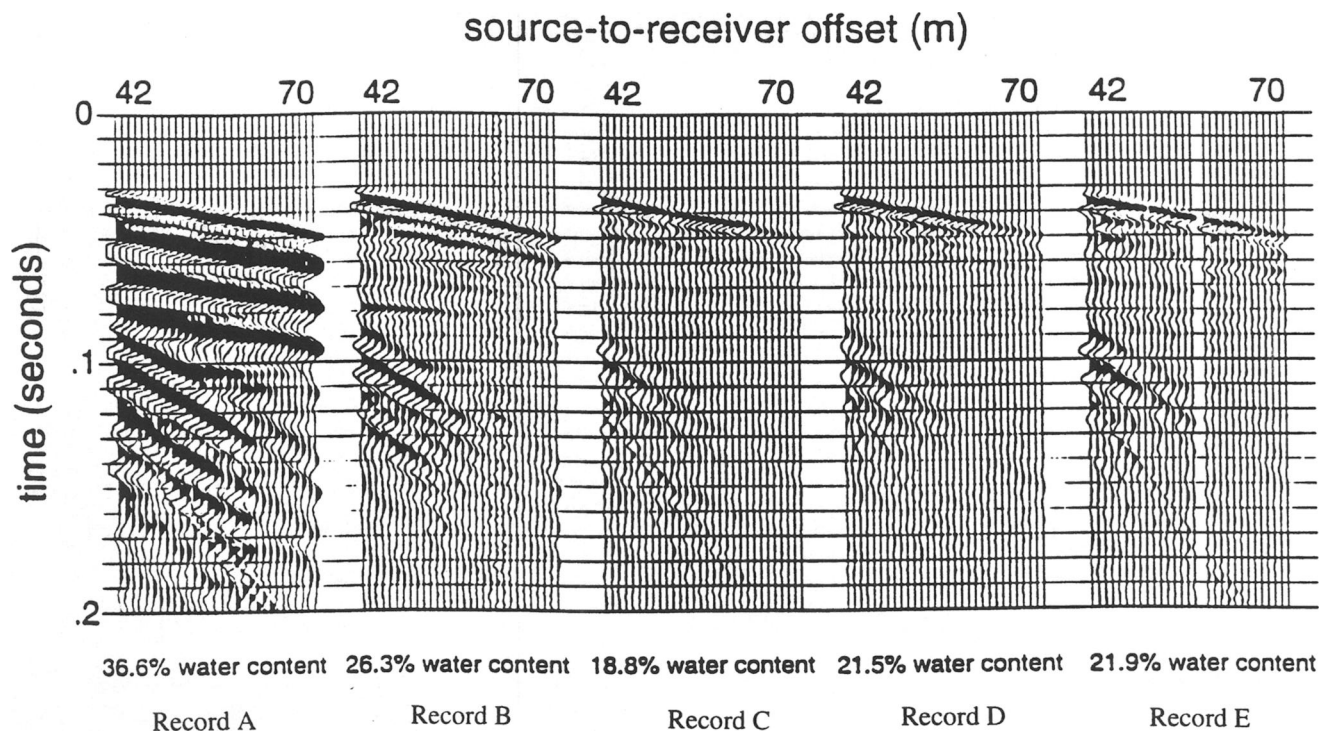 source-to-receiver offset (m)
42 70 42 70 42 70 42 70 42 70
0
.1
.2
time (seconds)
36.6% water content 26.3% water content 18.8% water content 21.5% water content 21.9% water content
Record A Record B Record C Record D Record E